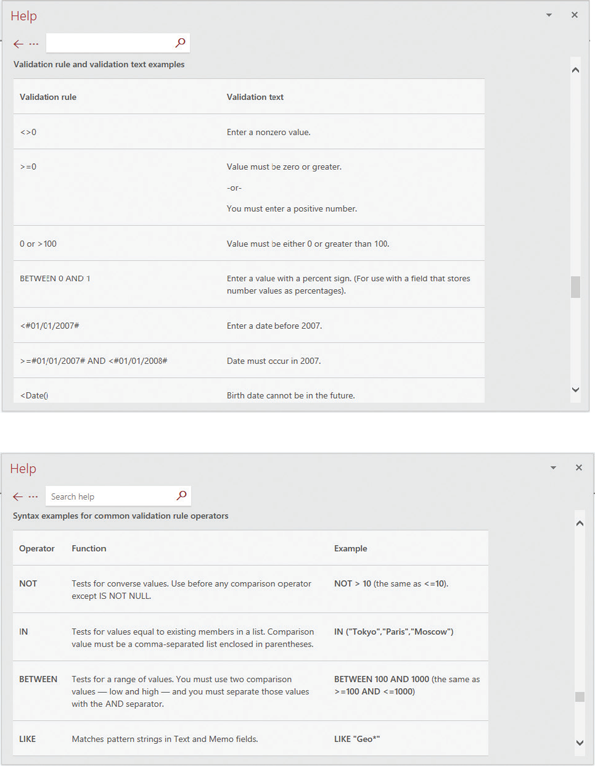 Help
Validation rule and validation text examples
Validation rule Validation text
<>0 Enter a nonzero value.
>=0 Value must be zero or greater.
-or-
You must enter a positive number.
0 or >100 Value must be either 0 or greater than 100.
BETWEEN 0 AND 1 Enter a value with a percent sign. (For use with a field that stores
number values as percentages).
<#01/01/2007# Enter a date before 2007.
>=#01/01/2007# AND <#01/01/2008# Date must occur in 2007.
<Date() Birth date cannot be in the future.
Help
Search help
Syntax examples for common validation rule operators
Operator Function Example
NOT Tests for converse values. Use before any comparison operator NOT > 10 (the same as <=10).
except IS NOT NULL.
IN Tests for values equal to existing members in a list. Comparison IN ("Tokyo","Paris","Moscow")
value must be a comma-separated list enclosed in parentheses.
BETWEEN Tests for a range of values. You must use two comparison BETWEEN 100 AND 1000 (the same as
values — low and high — and you must separate those values >=100 AND <=1000)
with the AND separator.
LIKE Matches pattern strings in Text and Memo fields. LIKE "Geo*"